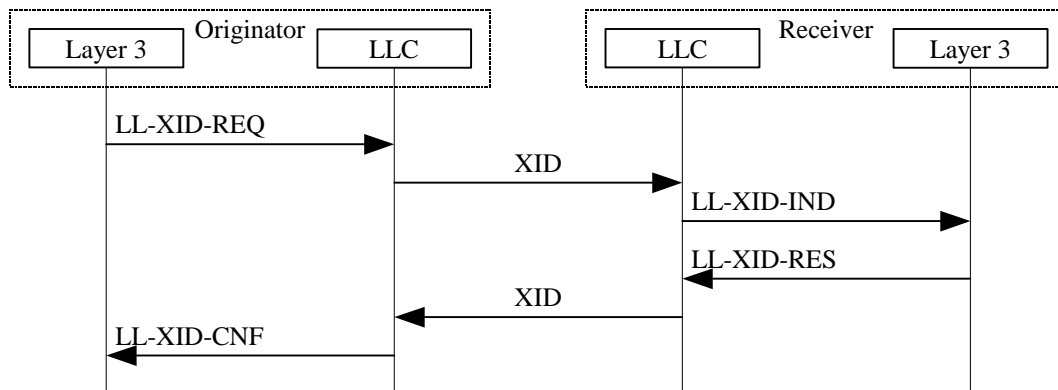 Originator
Receiver
Layer 3
LLC
LLC
Layer 3
LL-XID-REQ
XID
LL-XID-IND
LL-XID-RES
XID
LL-XID-CNF